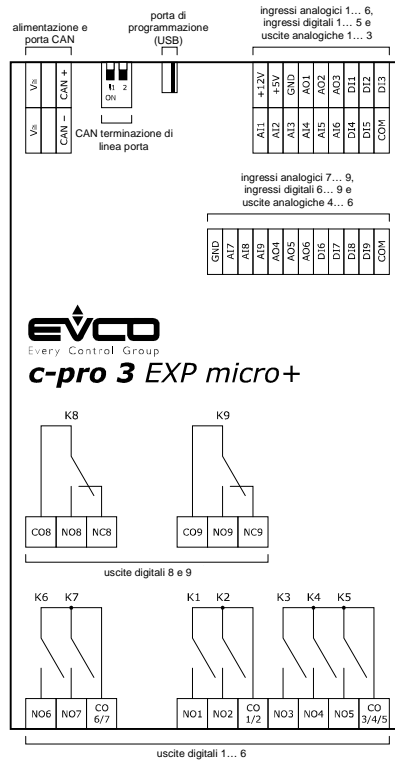 alimentazione e
porta CAN
porta di
programmazione
(USB)
ingressi analogici 1... 6,
ingressi digitali 1... 5 e
uscite analogiche 1... 3
V≅ CAN +
1 2
ON
+12V +5V GND AO1 AO2 AO3 DI1 DI2 DI3
V≅ CAN −
AI1 AI2 AI3 AI4 AI5 AI6 DI4 DI5 COM
CAN terminazione di
linea porta
ingressi analogici 7... 9,
ingressi digitali 6... 9 e
uscite analogiche 4... 6
GND AI7 AI8 AI9 AO4 AO5 AO6 DI6 DI7 DI8 DI9 COM
EVCO
Every Control Group
c-pro 3 EXP micro+
K8 K9
CO8 NO8 NC8 CO9 NO9 NC9
uscite digitali 8 e 9
K6 K7 K1 K2 K3 K4 K5
NO6 NO7 CO 6/7 NO1 NO2 CO 1/2 NO3 NO4 NO5 CO 3/4/5
uscite digitali 1... 6